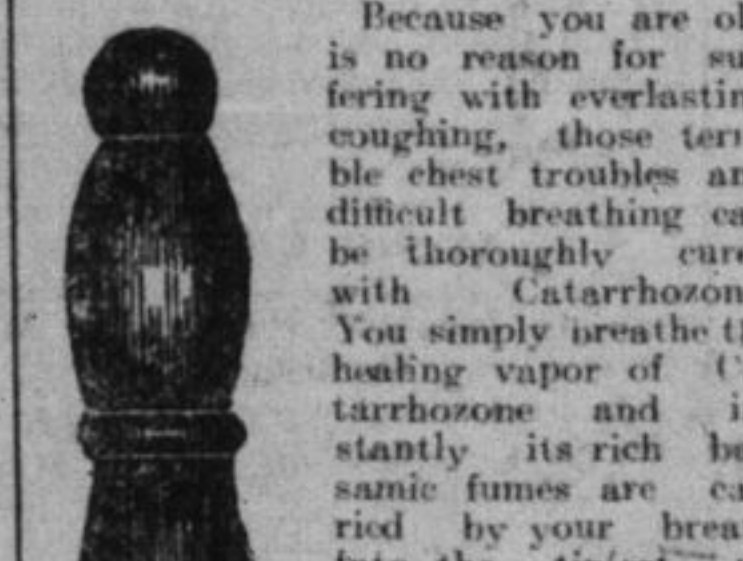 Because you are ol
is no reason for su
fering with everlastin
coughing, those terr
ble chest troubles an
difficult breathing ca
be thoroughly cure
with Catarrhozon
You simply breathe th
healing vapor of C
tarrhozone and i
stantly its rich ba
samic fumes are ca
ried by your brea
into the